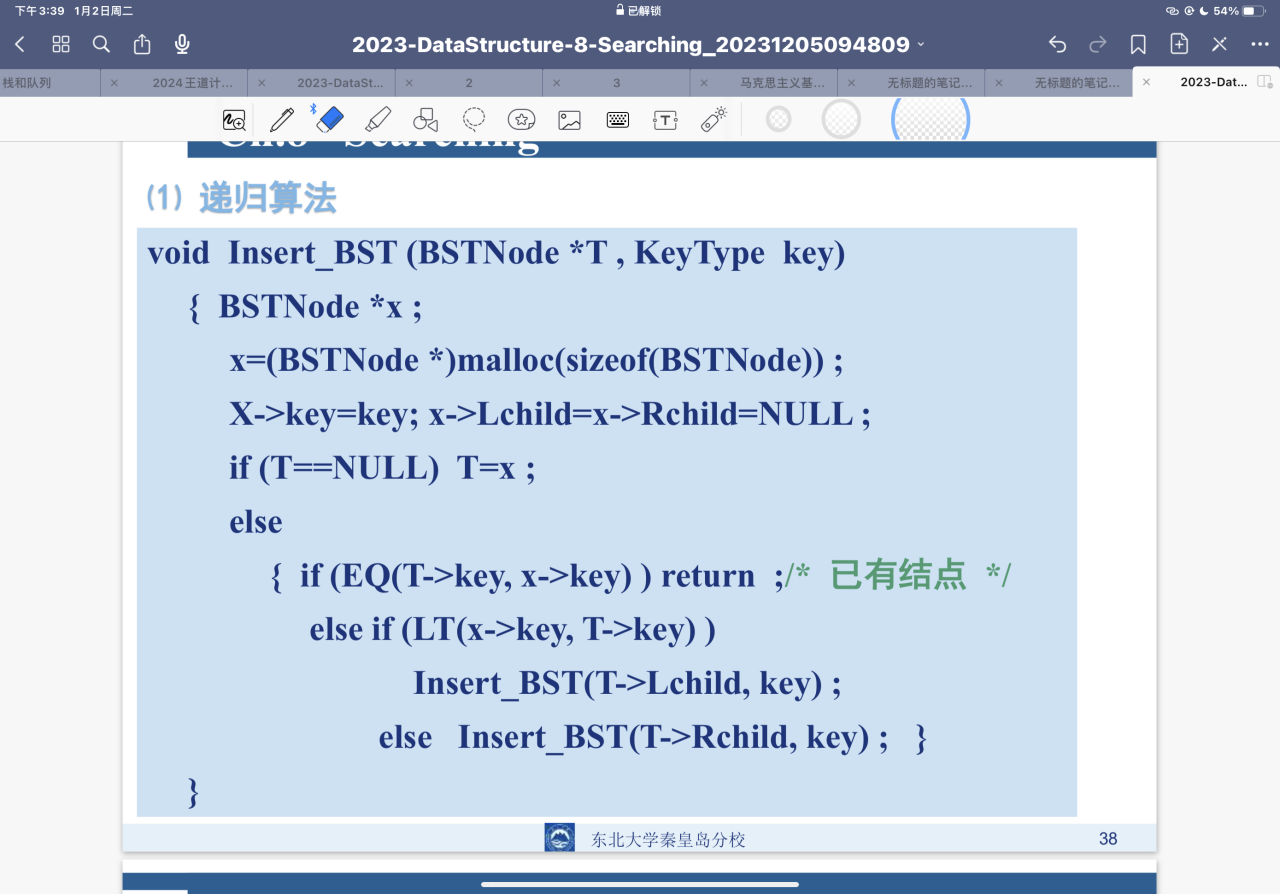 下午3:39 1月2日周二
已解锁
54%
2023-DataStructure-8-Searching_20231205094809
栈和队列
2024王道计...
2023-DataSt...
2
3
马克思主义基...
无标题的笔记...
无标题的笔记...
2023-Dat...
Ch.8 Searching
(1) 递归算法
void Insert_BST (BSTNode *T , KeyType key)
{ BSTNode *x ;
x=(BSTNode *)malloc(sizeof(BSTNode)) ;
X->key=key; x->Lchild=x->Rchild=NULL ;
if (T==NULL) T=x ;
else
{ if (EQ(T->key, x->key) ) return ;/* 已有结点 */
else if (LT(x->key, T->key) )
Insert_BST(T->Lchild, key) ;
else Insert_BST(T->Rchild, key) ; }
}
东北大学秦皇岛分校
38